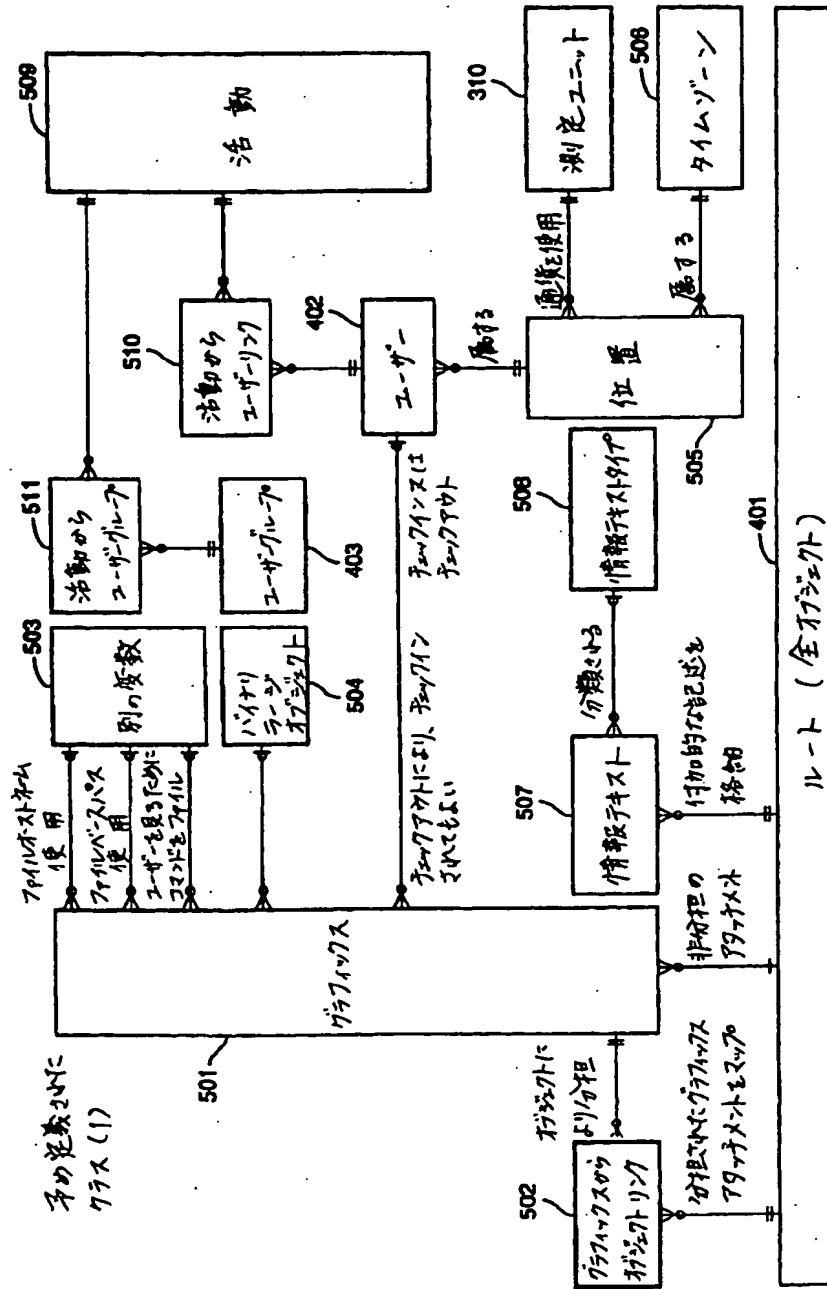 予め定義された
クラス(1)
501
グラフィックス
ファイルホストネーム
使用
ファイルベースパス
使用
ユーザーを見るために
コマンドをファイル
503
別の変数
バイナリ
ラージ
オブジェクト
504
511
活動から
ユーザーグループ
ユーザーグループ
403
509
活動
510
活動から
ユーザーリンク
402
ユーザー
属する
チェックアウトにより、チェックイン
されてもよい
チェックインスは
チェックアウト
502
グラフィックスから
オブジェクトリンク
オブジェクトに
より分担
分担されたグラフィックス
アタッチメントをマップ
非分担の
アタッチメント
507
情報テキスト
付加的な記述を
格納
分類される
508
情報テキストタイプ
505
位置
通貨を使用
310
測定ユニット
属する
506
タイムゾーン
401
ルート(全オブジェクト)